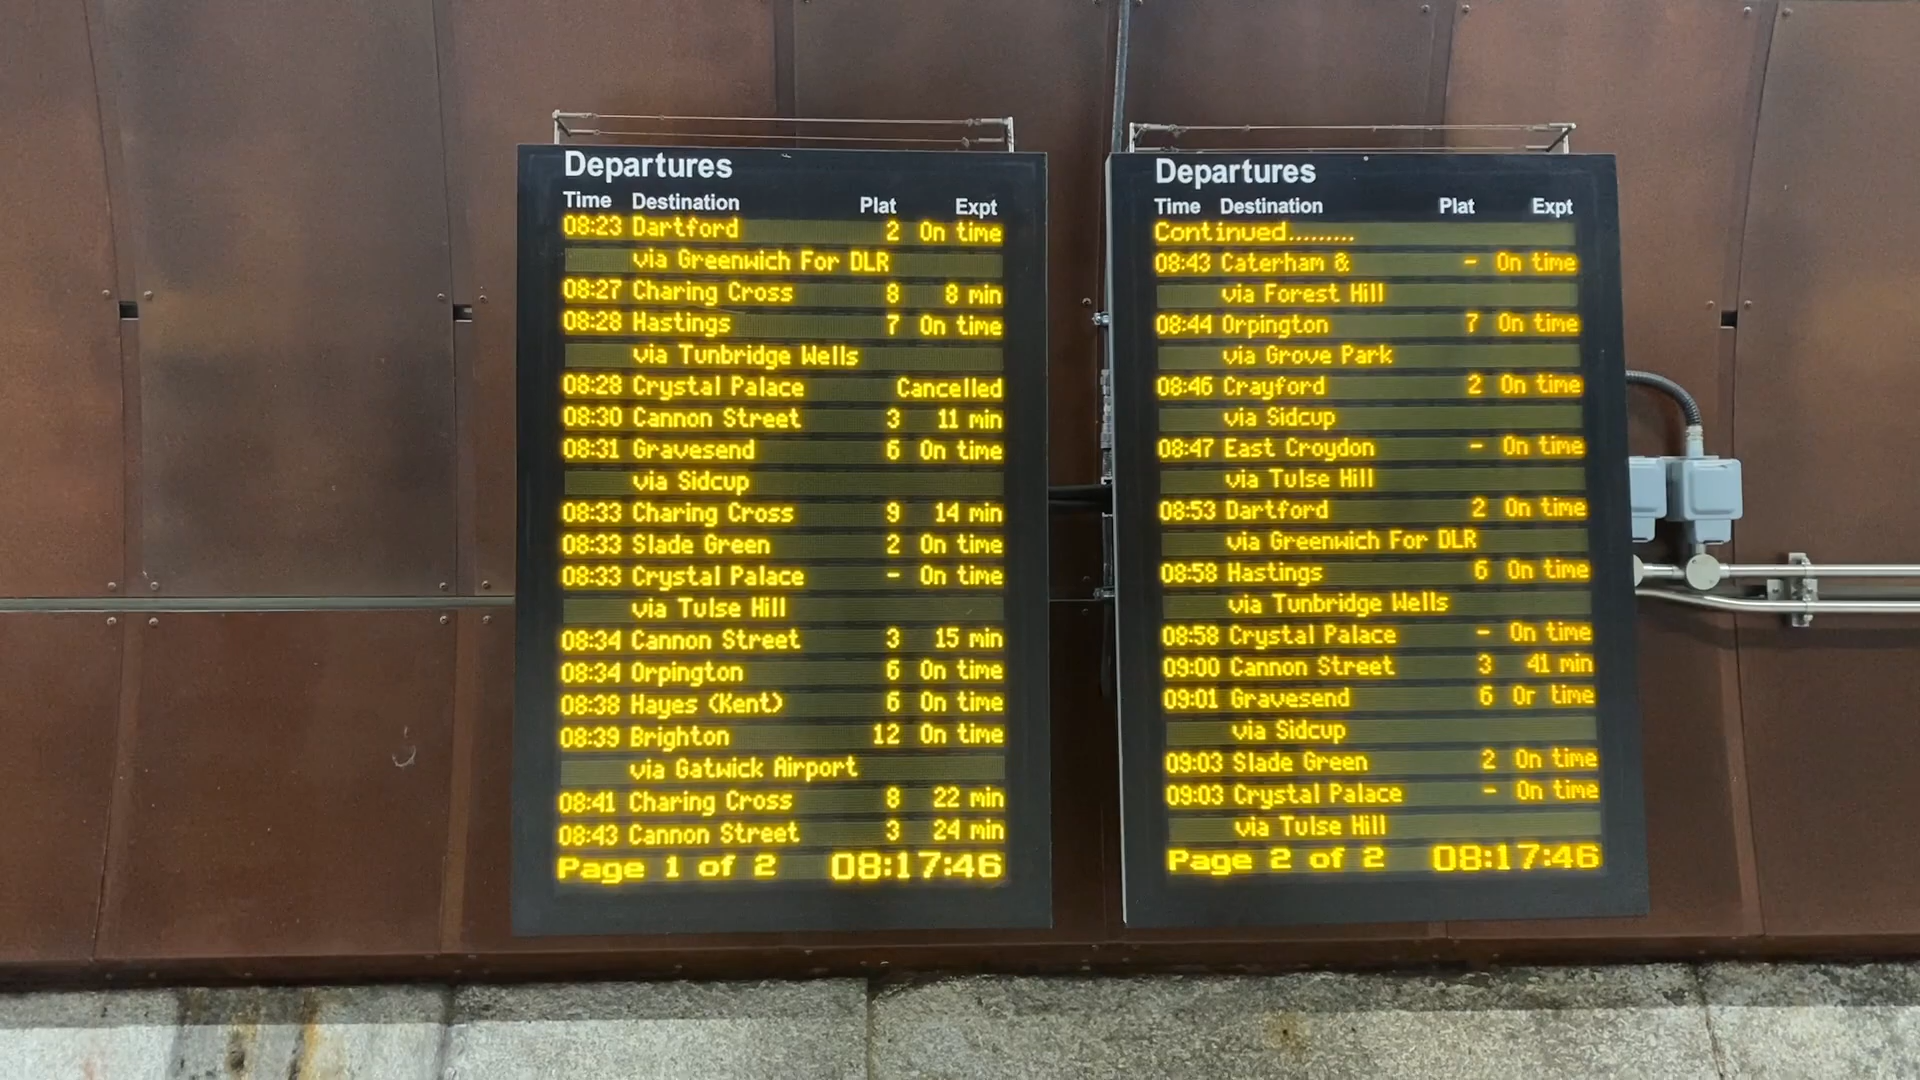 Departures
Time Destination Plat Expt
08:23 Dartford 2 On time
via Greenwich For DLR
08:27 Charing Cross 8 8 min
08:28 Hastings 7 On time
via Tunbridge Wells
08:28 Crystal Palace Cancelled
08:30 Cannon Street 3 11 min
08:31 Gravesend 6 On time
via Sidcup
08:33 Charing Cross 9 14 min
08:33 Slade Green 2 On time
08:33 Crystal Palace - On time
via Tulse Hill
08:34 Cannon Street 3 15 min
08:34 Orpington 6 On time
08:38 Hayes (Kent) 6 On time
08:39 Brighton 12 On time
via Gatwick Airport
08:41 Charing Cross 8 22 min
08:43 Cannon Street 3 24 min
Page 1 of 2 08:17:46
Departures
Time Destination Plat Expt
Continued.........
08:43 Caterham & - On time
via Forest Hill
08:44 Orpington 7 On time
via Grove Park
08:46 Crayford 2 On time
via Sidcup
08:47 East Croydon - On time
via Tulse Hill
08:53 Dartford 2 On time
via Greenwich For DLR
08:58 Hastings 6 On time
via Tunbridge Wells
08:58 Crystal Palace - On time
09:00 Cannon Street 3 41 min
09:01 Gravesend 6 Or time
via Sidcup
09:03 Slade Green 2 On time
09:03 Crystal Palace - On time
via Tulse Hill
Page 2 of 2 08:17:46